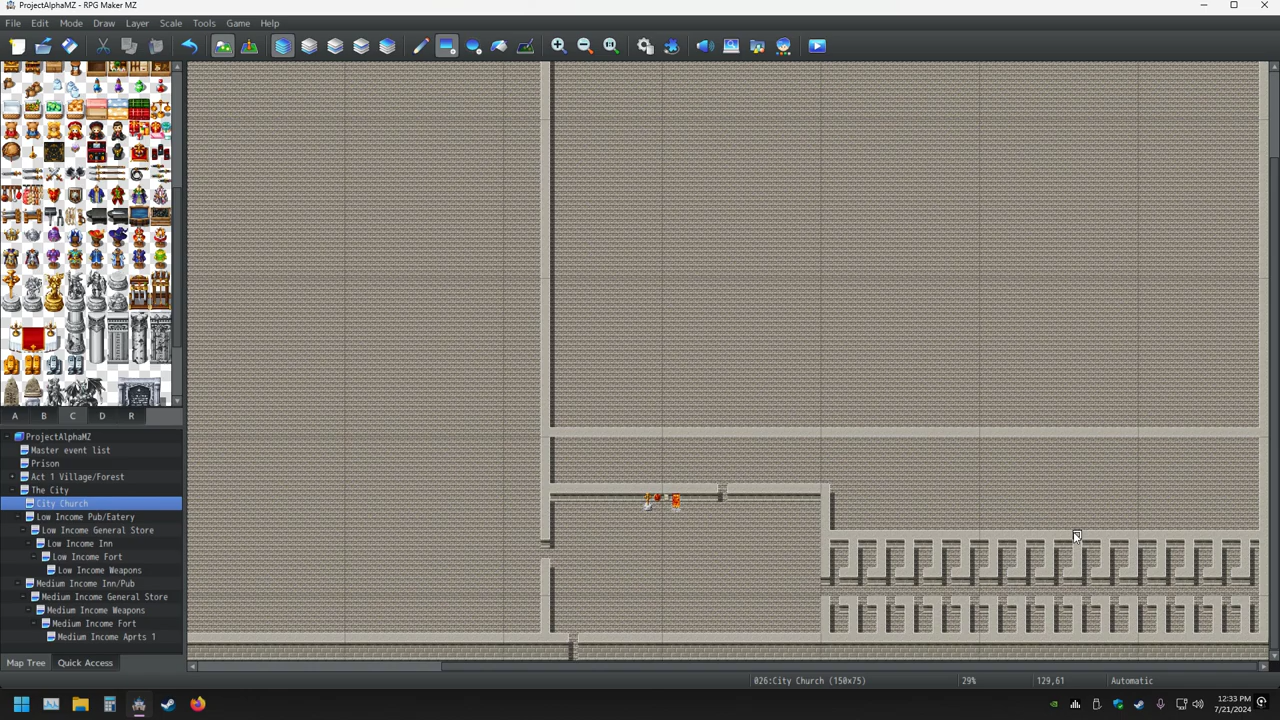 ProjectAlphaMZ - RPG Maker MZ
File Edit Mode Draw Layer Scale Tools Game Help
A B C D R
ProjectAlphaMZ
Master event list
Prison
Act 1 Village/Forest
The City
City Church
Low Income Pub/Eatery
Low Income General Store
Low Income Inn
Low Income Fort
Low Income Weapons
Medium Income Inn/Pub
Medium Income General Store
Medium Income Weapons
Medium Income Fort
Medium Income Aprts 1
Map Tree Quick Access
026:City Church (150x75) 29% 129,61 Automatic
12:33 PM
7/21/2024